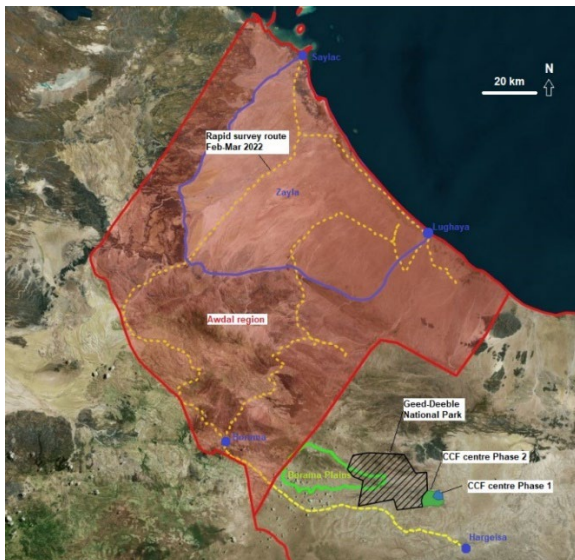 Saylac
N
20 km
Rapid survey route
Feb-Mar 2022
Zayla
Lughaya
Awdal region
Geed-Deeble
National Park
CCF centre Phase 2
CCF centre Phase 1
Plains
Hargeisa